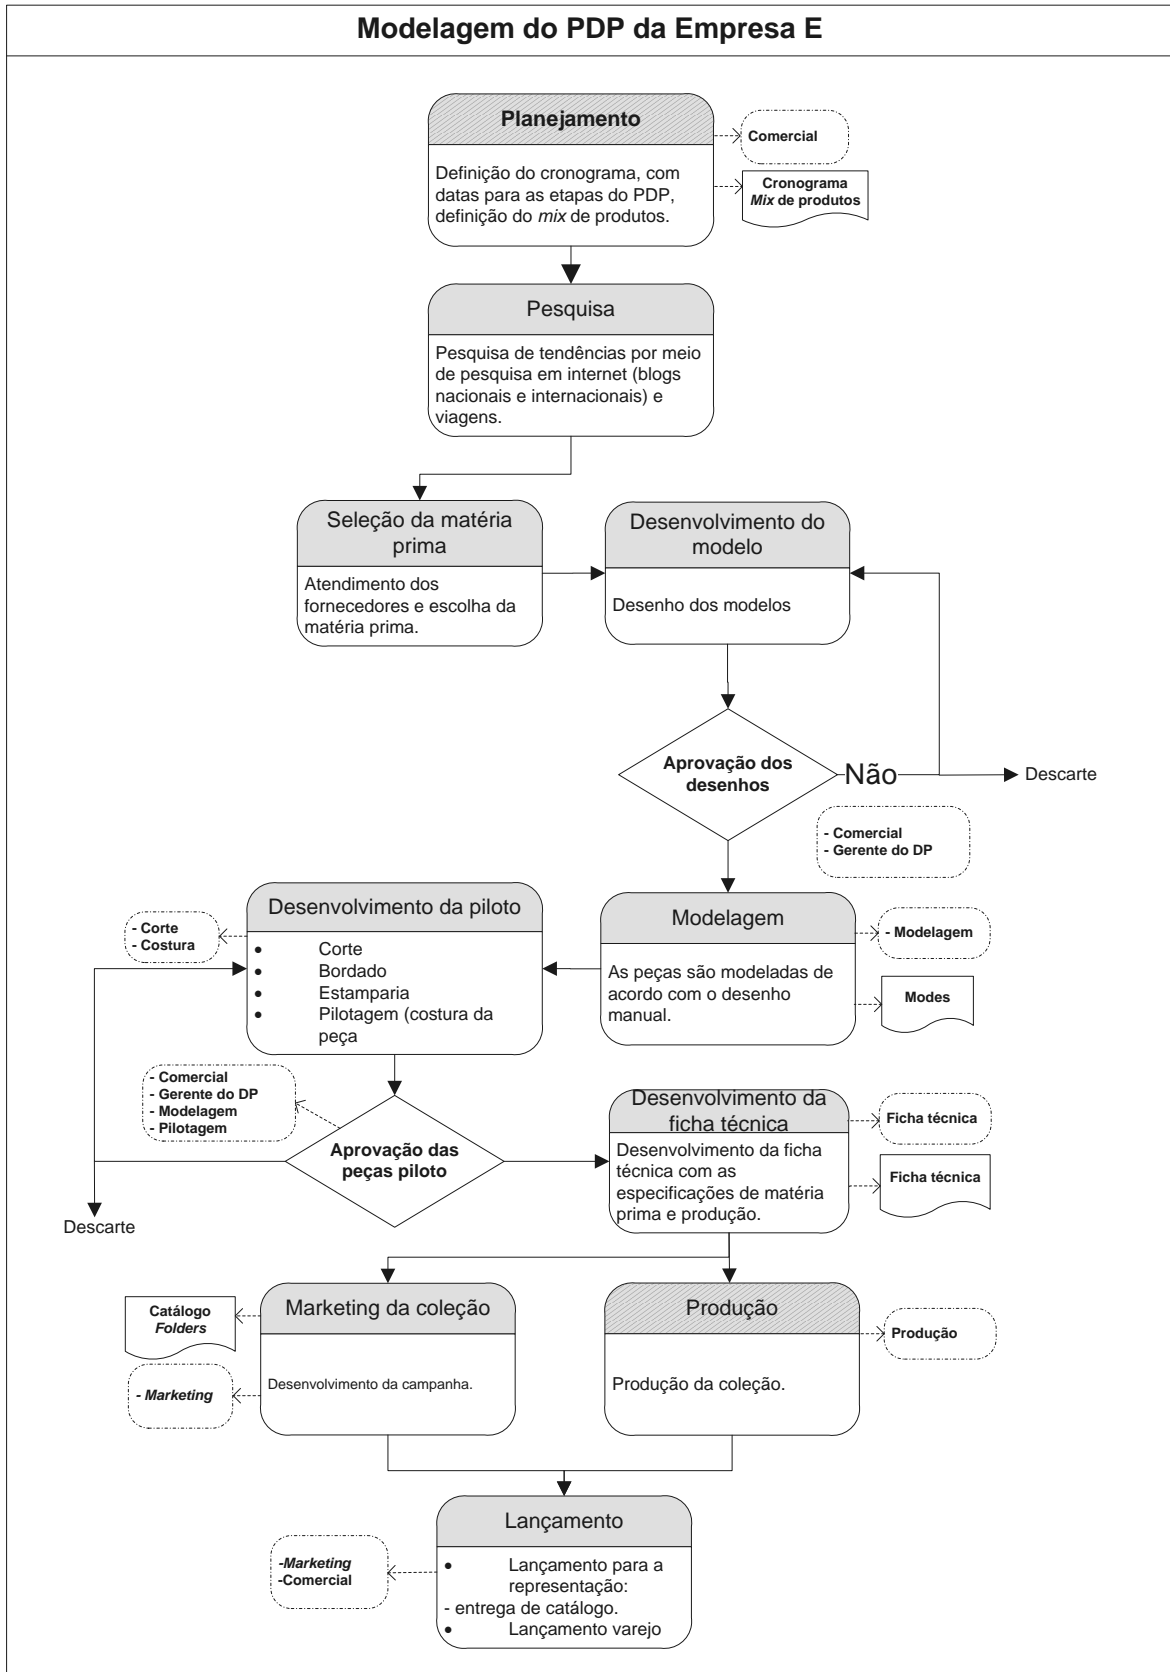 Modelagem do PDP da Empresa E
Planejamento
Definição do cronograma, com
datas para as etapas do PDP,
definição do mix de produtos.
Comercial
Cronograma
Mix de produtos
Pesquisa
Pesquisa de tendências por meio
de pesquisa em internet (blogs
nacionais e internacionais) e
viagens.
Seleção da matéria
prima
Atendimento dos
fornecedores e escolha da
matéria prima.
Desenvolvimento do
modelo
Desenho dos modelos
Aprovação dos
desenhos
Não
Descarte
- Comercial
- Gerente do DP
Modelagem
As peças são modeladas de
acordo com o desenho
manual.
- Modelagem
Modes
Desenvolvimento da piloto
• Corte
• Bordado
• Estamparia
• Pilotagem (costura da
peça
- Corte
- Costura
- Comercial
- Gerente do DP
- Modelagem
- Pilotagem
Aprovação das
peças piloto
Descarte
Desenvolvimento da
ficha técnica
Desenvolvimento da ficha
técnica com as
especificações de matéria
prima e produção.
Ficha técnica
Ficha técnica
Marketing da coleção
Desenvolvimento da campanha.
Catálogo
Folders
- Marketing
Produção
Produção da coleção.
Produção
Lançamento
• Lançamento para a
representação:
- entrega de catálogo.
• Lançamento varejo
-Marketing
-Comercial